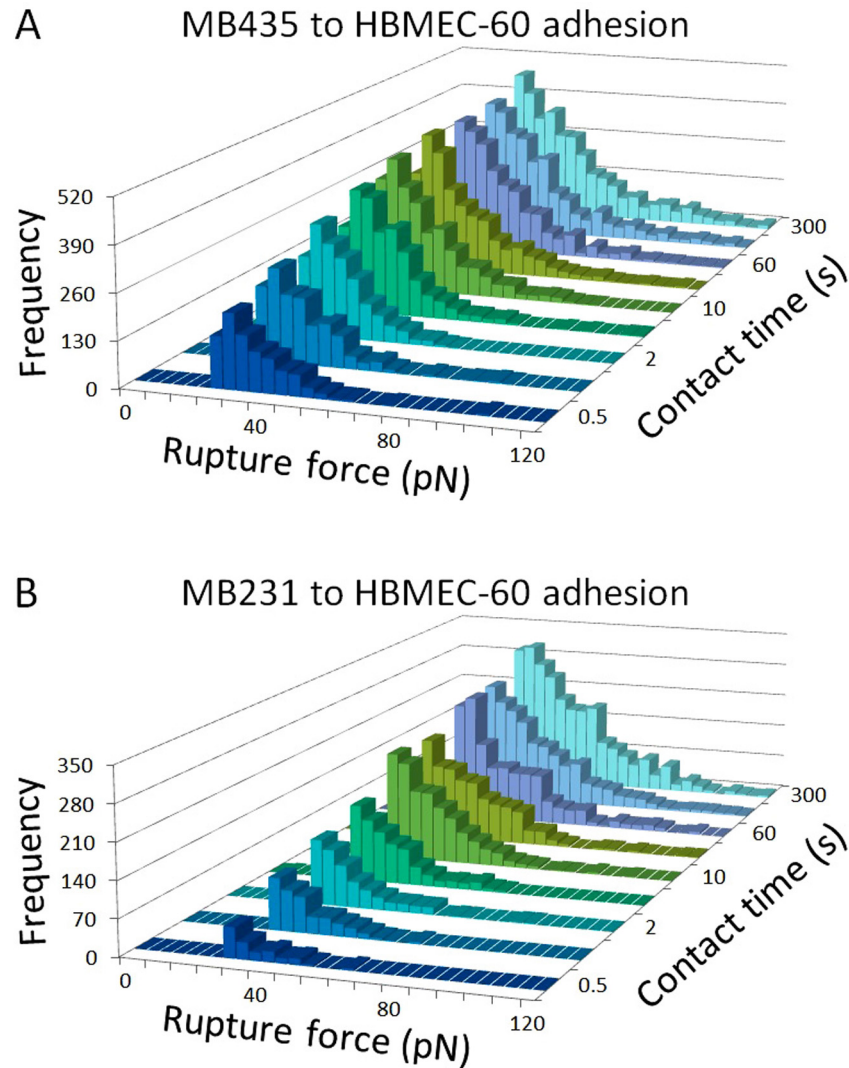 A
MB435 to HBMEC-60 adhesion
520
390
260
130
0
Frequency
0
40
80
120
Rupture force (pN)
0.5
2
10
60
300
Contact time (s)
B
MB231 to HBMEC-60 adhesion
350
280
210
140
70
0
Frequency
0
40
80
120
Rupture force (pN)
0.5
2
10
60
300
Contact time (s)